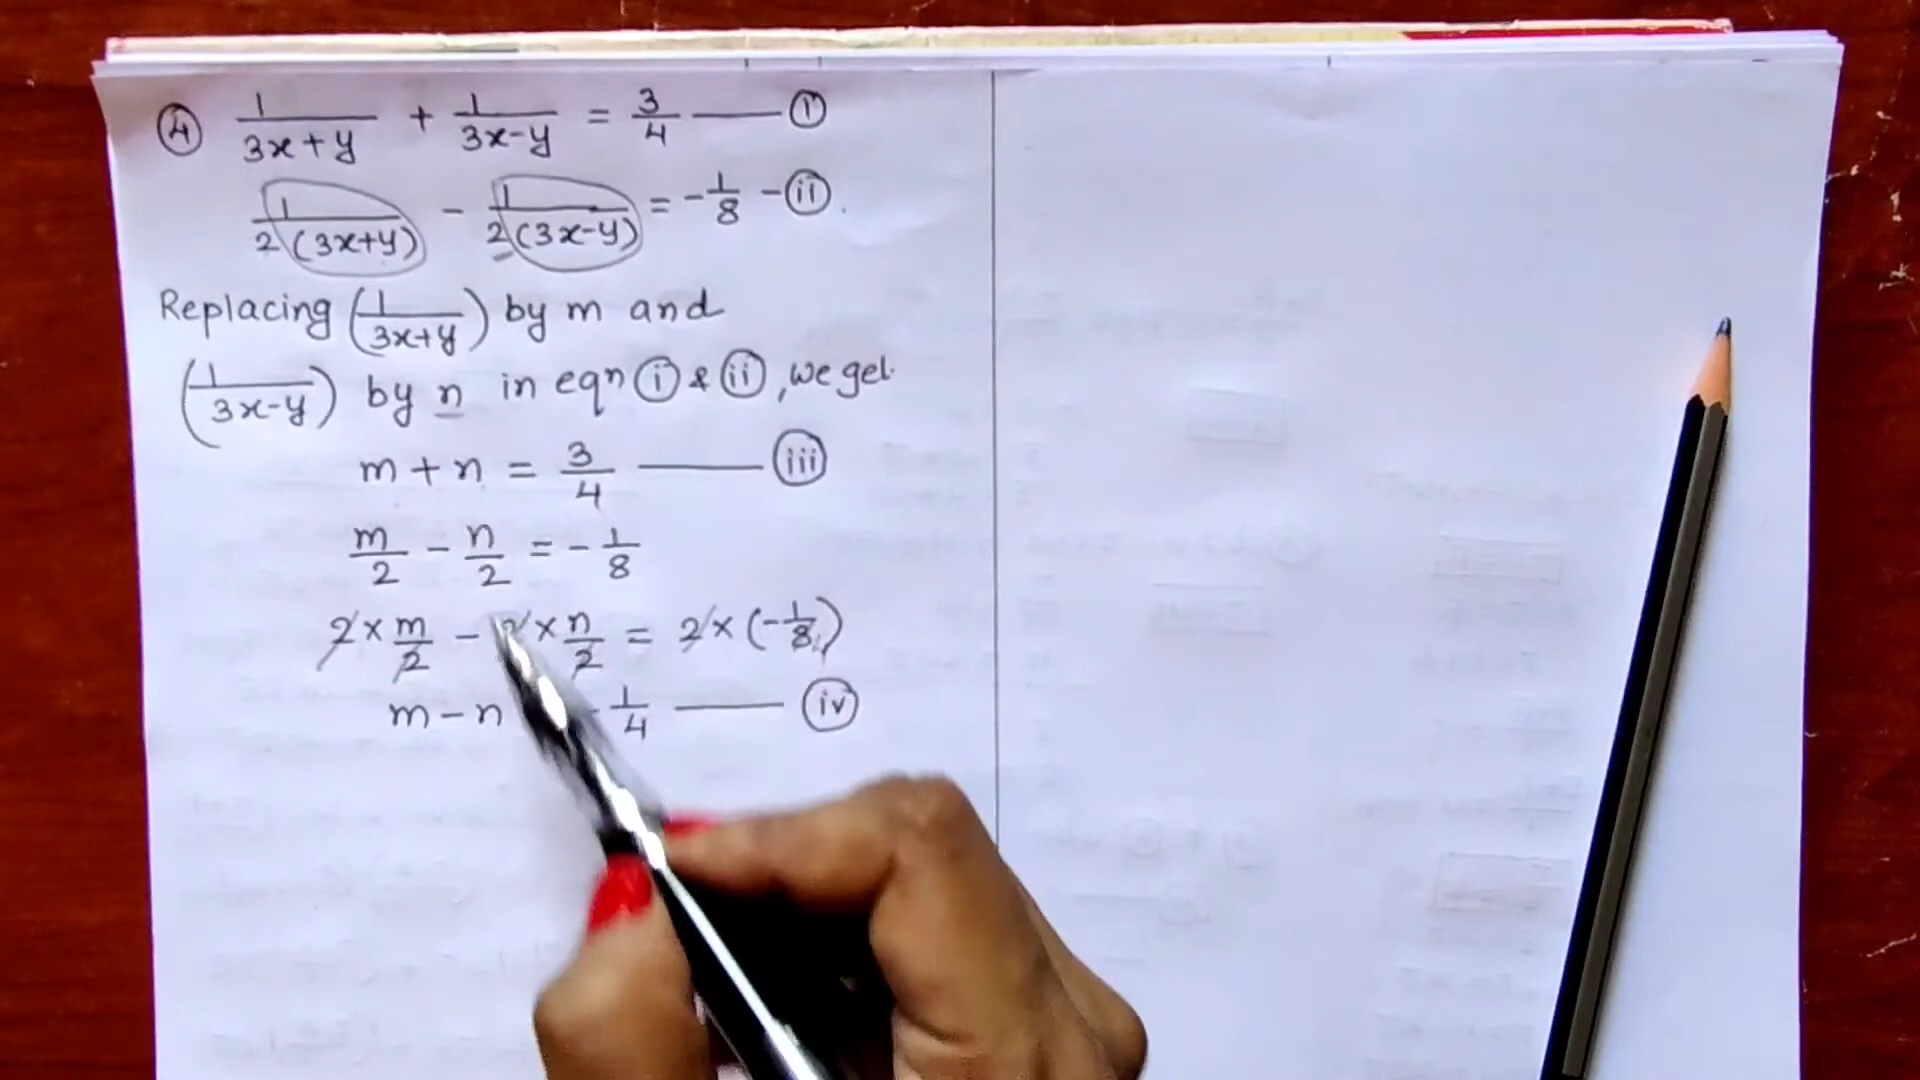 ④ 1/(3x+y) + 1/(3x-y) = 3/4 —— ⓘ
1/2(3x+y) - 1/2(3x-y) = -1/8 - ⓘⓘ
Replacing (1/3x+y) by m and
(1/3x-y) by n in eqn ⓘ & ⓘⓘ, we get
m + n = 3/4 —— (iii)
m/2 - n/2 = -1/8
2 × m/2 - 2 × n/2 = 2 × (-1/8)
m - n - 1/4 —— (iv)